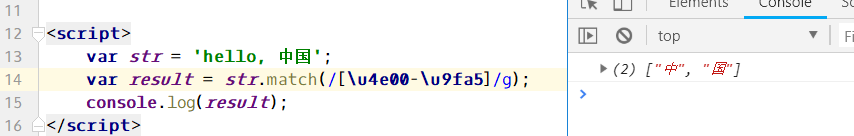 11
12 <script>
13 var str = 'hello, 中国';
14 var result = str.match(/[\u4e00-\u9fa5]/g);
15 console.log(result);
16 </script>
Elements Console
top
(2) ["中", "国"]